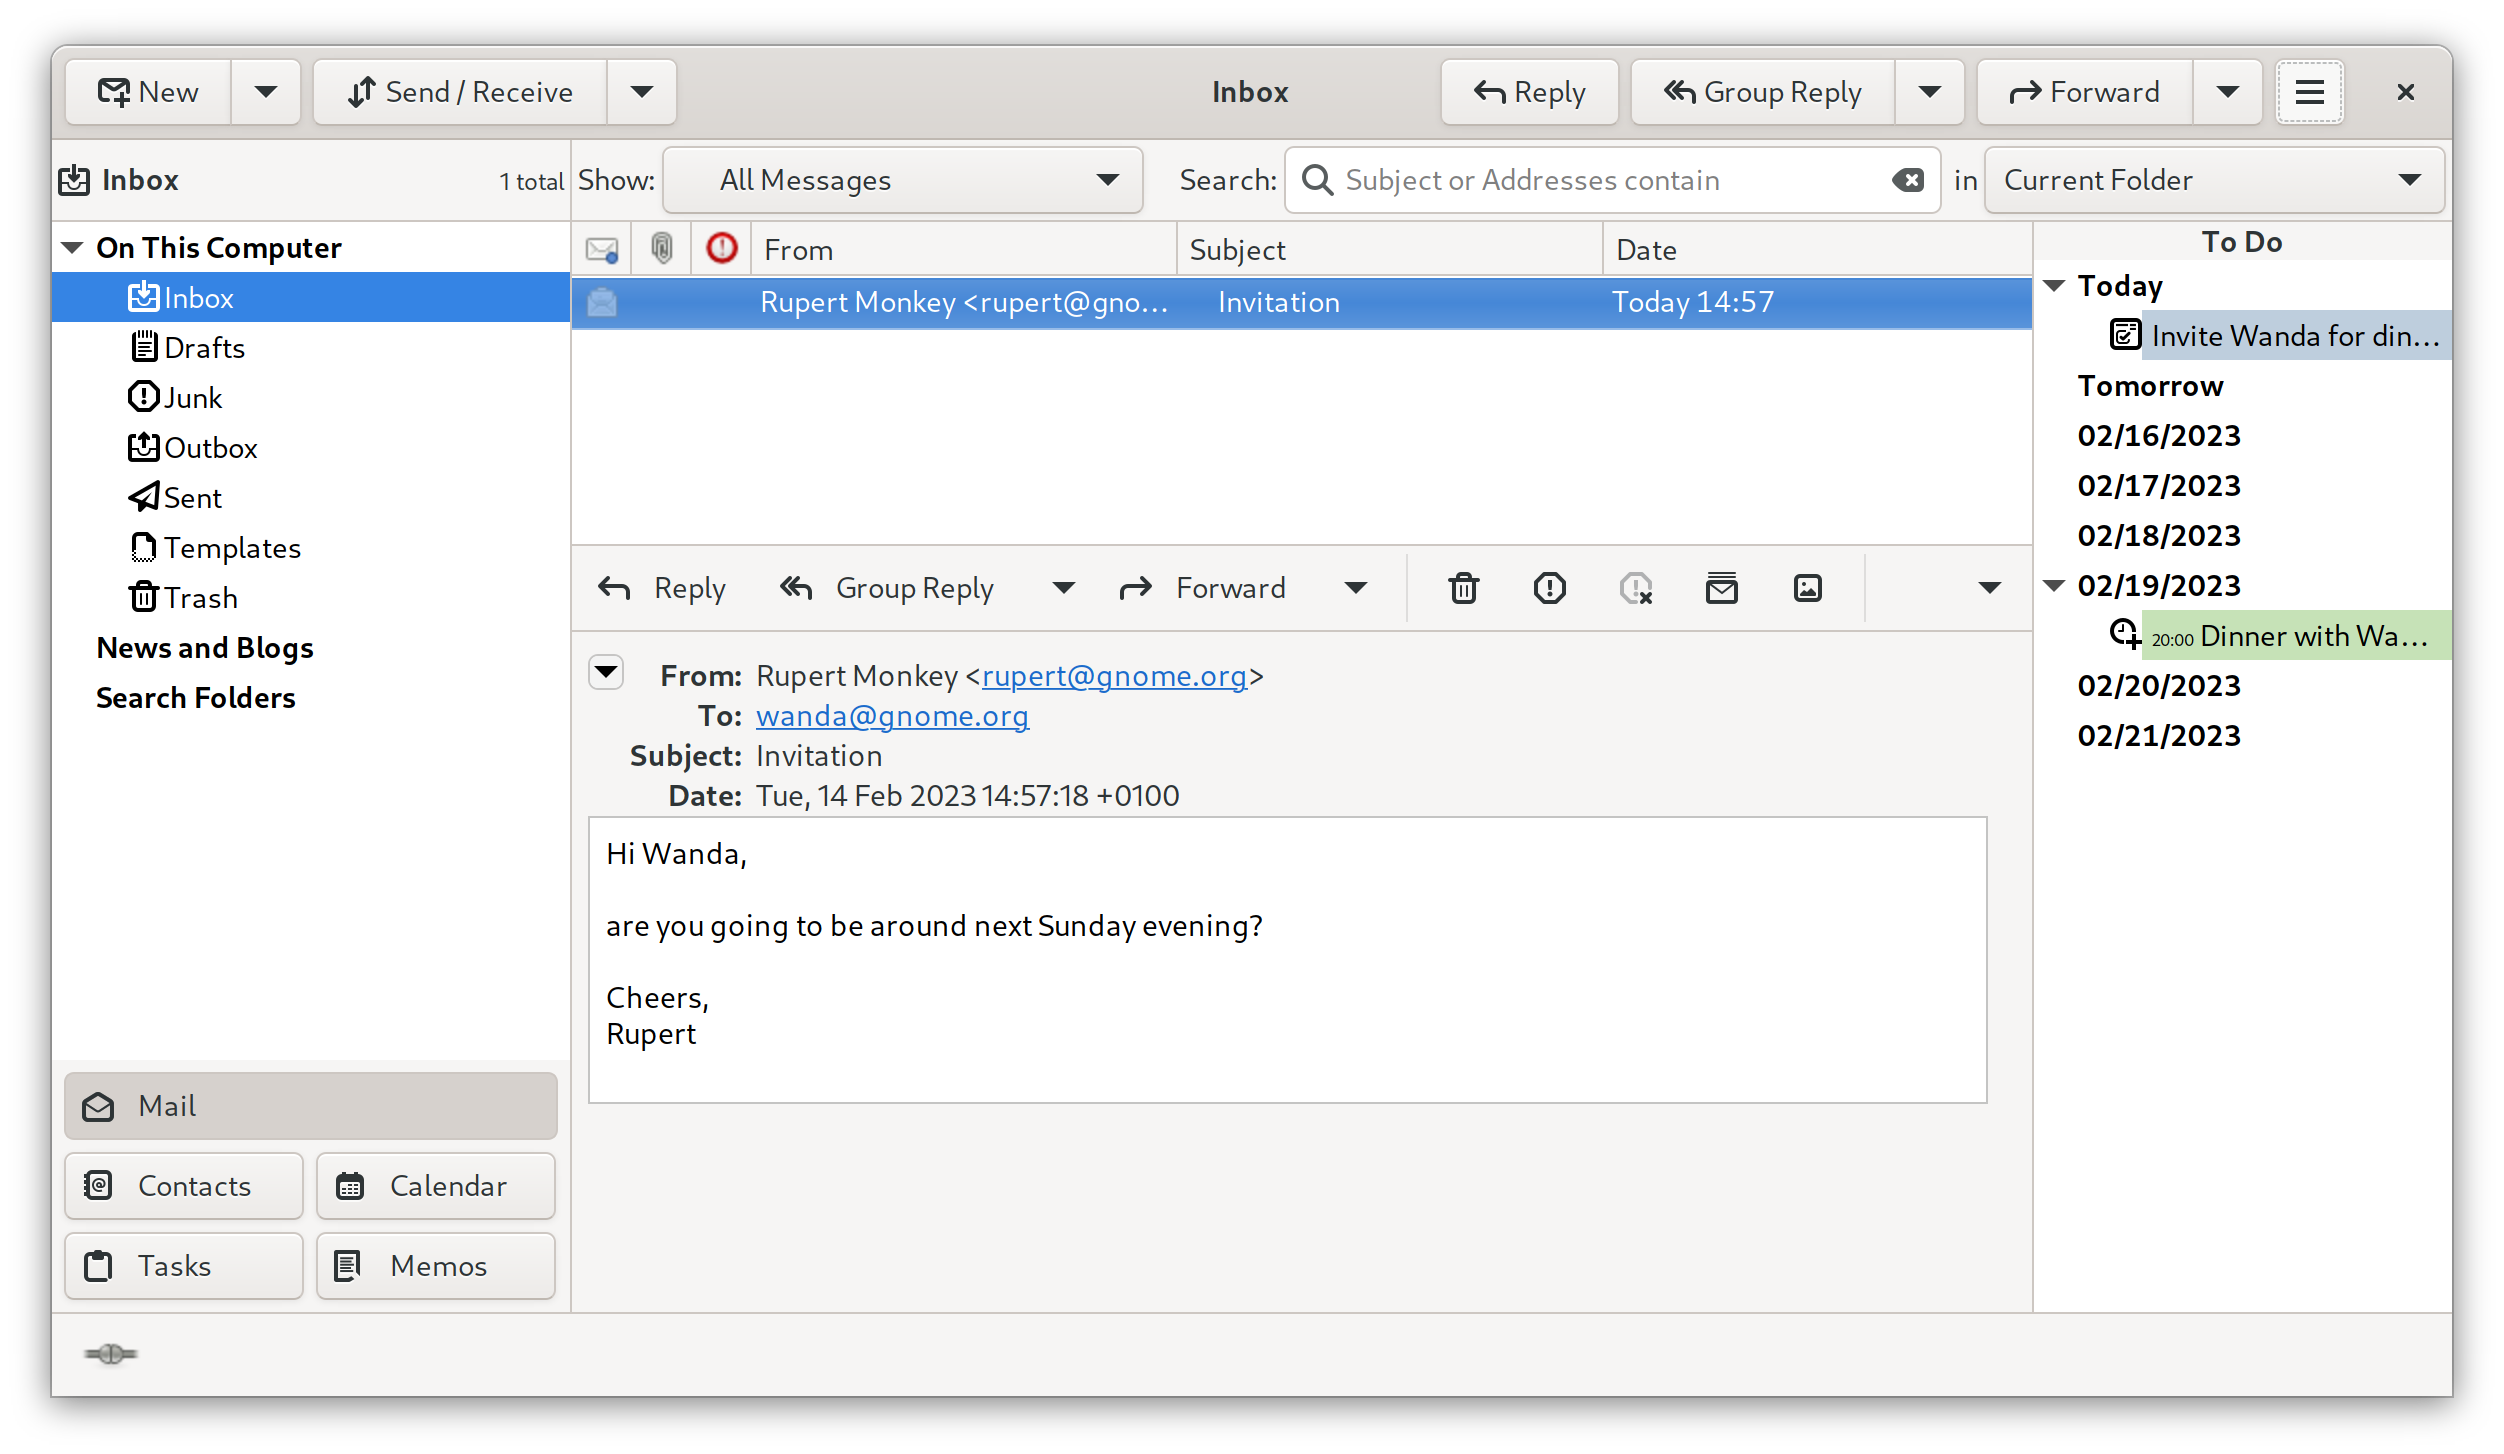 New
Send / Receive
Inbox
Reply
Group Reply
Forward
Inbox
1 total
Show:
All Messages
Search:
Subject or Addresses contain
in
Current Folder
On This Computer
Inbox
Drafts
Junk
Outbox
Sent
Templates
Trash
News and Blogs
Search Folders
Mail
Contacts
Calendar
Tasks
Memos
From
Subject
Date
Rupert Monkey <rupert@gno...
Invitation
Today 14:57
Reply
Group Reply
Forward
From: Rupert Monkey <rupert@gnome.org>
To: wanda@gnome.org
Subject: Invitation
Date: Tue, 14 Feb 2023 14:57:18 +0100
Hi Wanda,
are you going to be around next Sunday evening?
Cheers,
Rupert
To Do
Today
Invite Wanda for din...
Tomorrow
02/16/2023
02/17/2023
02/18/2023
02/19/2023
20:00 Dinner with Wa...
02/20/2023
02/21/2023